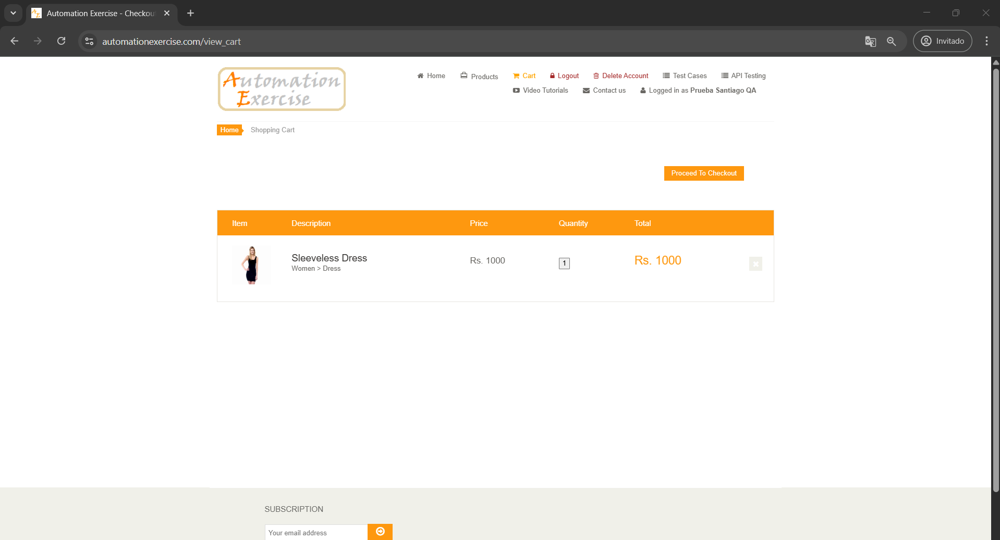 Automation Exercise - Checkou
automationexercise.com/view_cart
Invitado
Automation
Exercise
Home
Products
Cart
Logout
Delete Account
Test Cases
API Testing
Video Tutorials
Contact us
Logged in as Prueba Santiago QA
Home
Shopping Cart
Proceed To Checkout
Item Description Price Quantity Total
Sleeveless Dress
Women > Dress
Rs. 1000
1
Rs. 1000
SUBSCRIPTION
Your email address